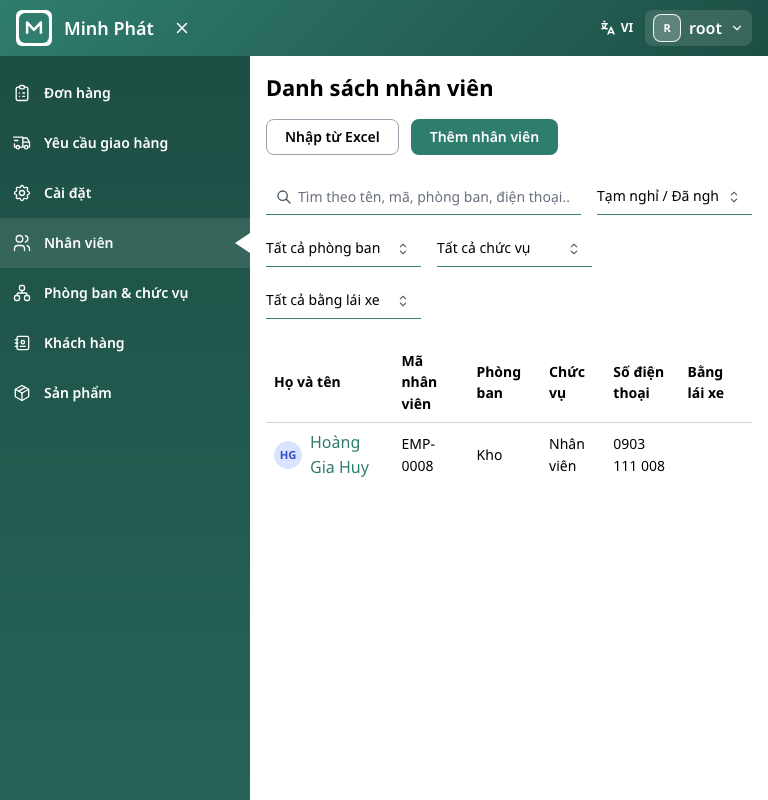 Minh Phát
VI
R
root
Đơn hàng
Yêu cầu giao hàng
Cài đặt
Nhân viên
Phòng ban & chức vụ
Khách hàng
Sản phẩm
Danh sách nhân viên
Nhập từ Excel
Thêm nhân viên
Tìm theo tên, mã, phòng ban, điện thoại..
Tạm nghỉ / Đã ngh
Tất cả phòng ban
Tất cả chức vụ
Tất cả bằng lái xe
Họ và tên
Mã
nhân
viên
Phòng
ban
Chức
vụ
Số điện
thoại
Bằng
lái xe
HG
Hoàng
Gia Huy
EMP-
0008
Kho
Nhân
viên
0903
111 008